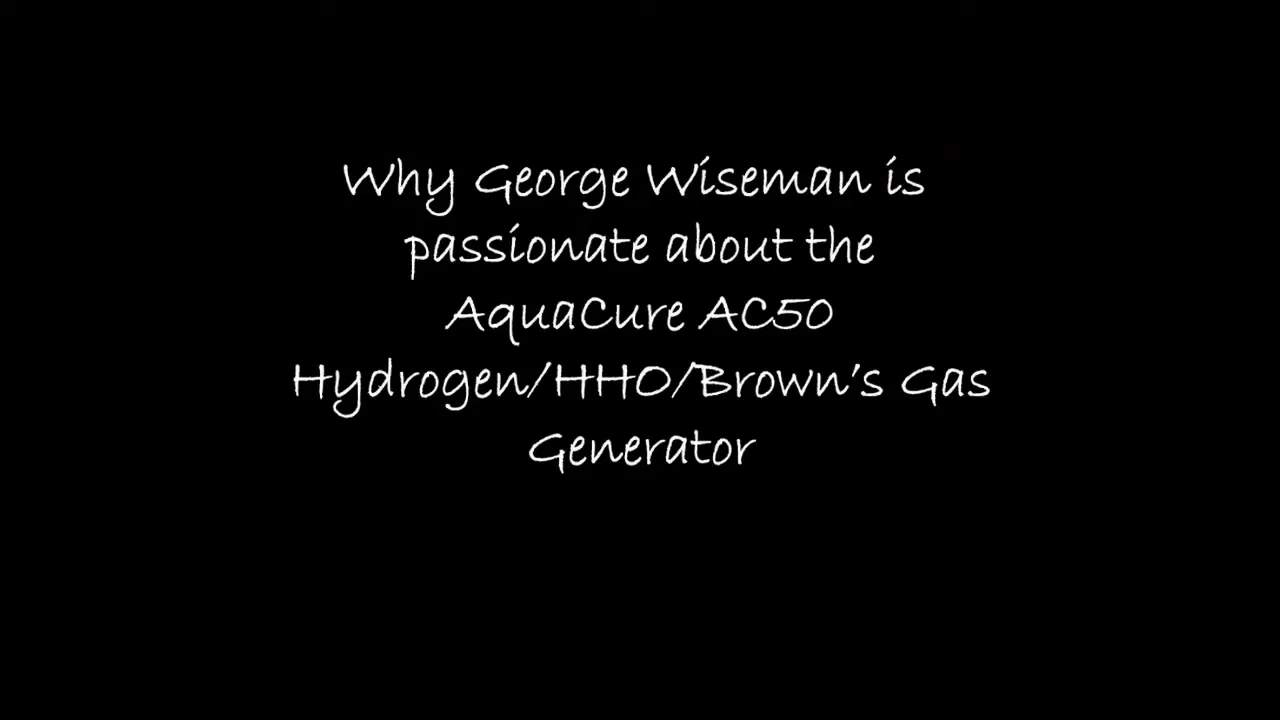 Why George Wiseman is
passionate about the
AquaCure AC50
Hydrogen/HHO/Brown's Gas
Generator